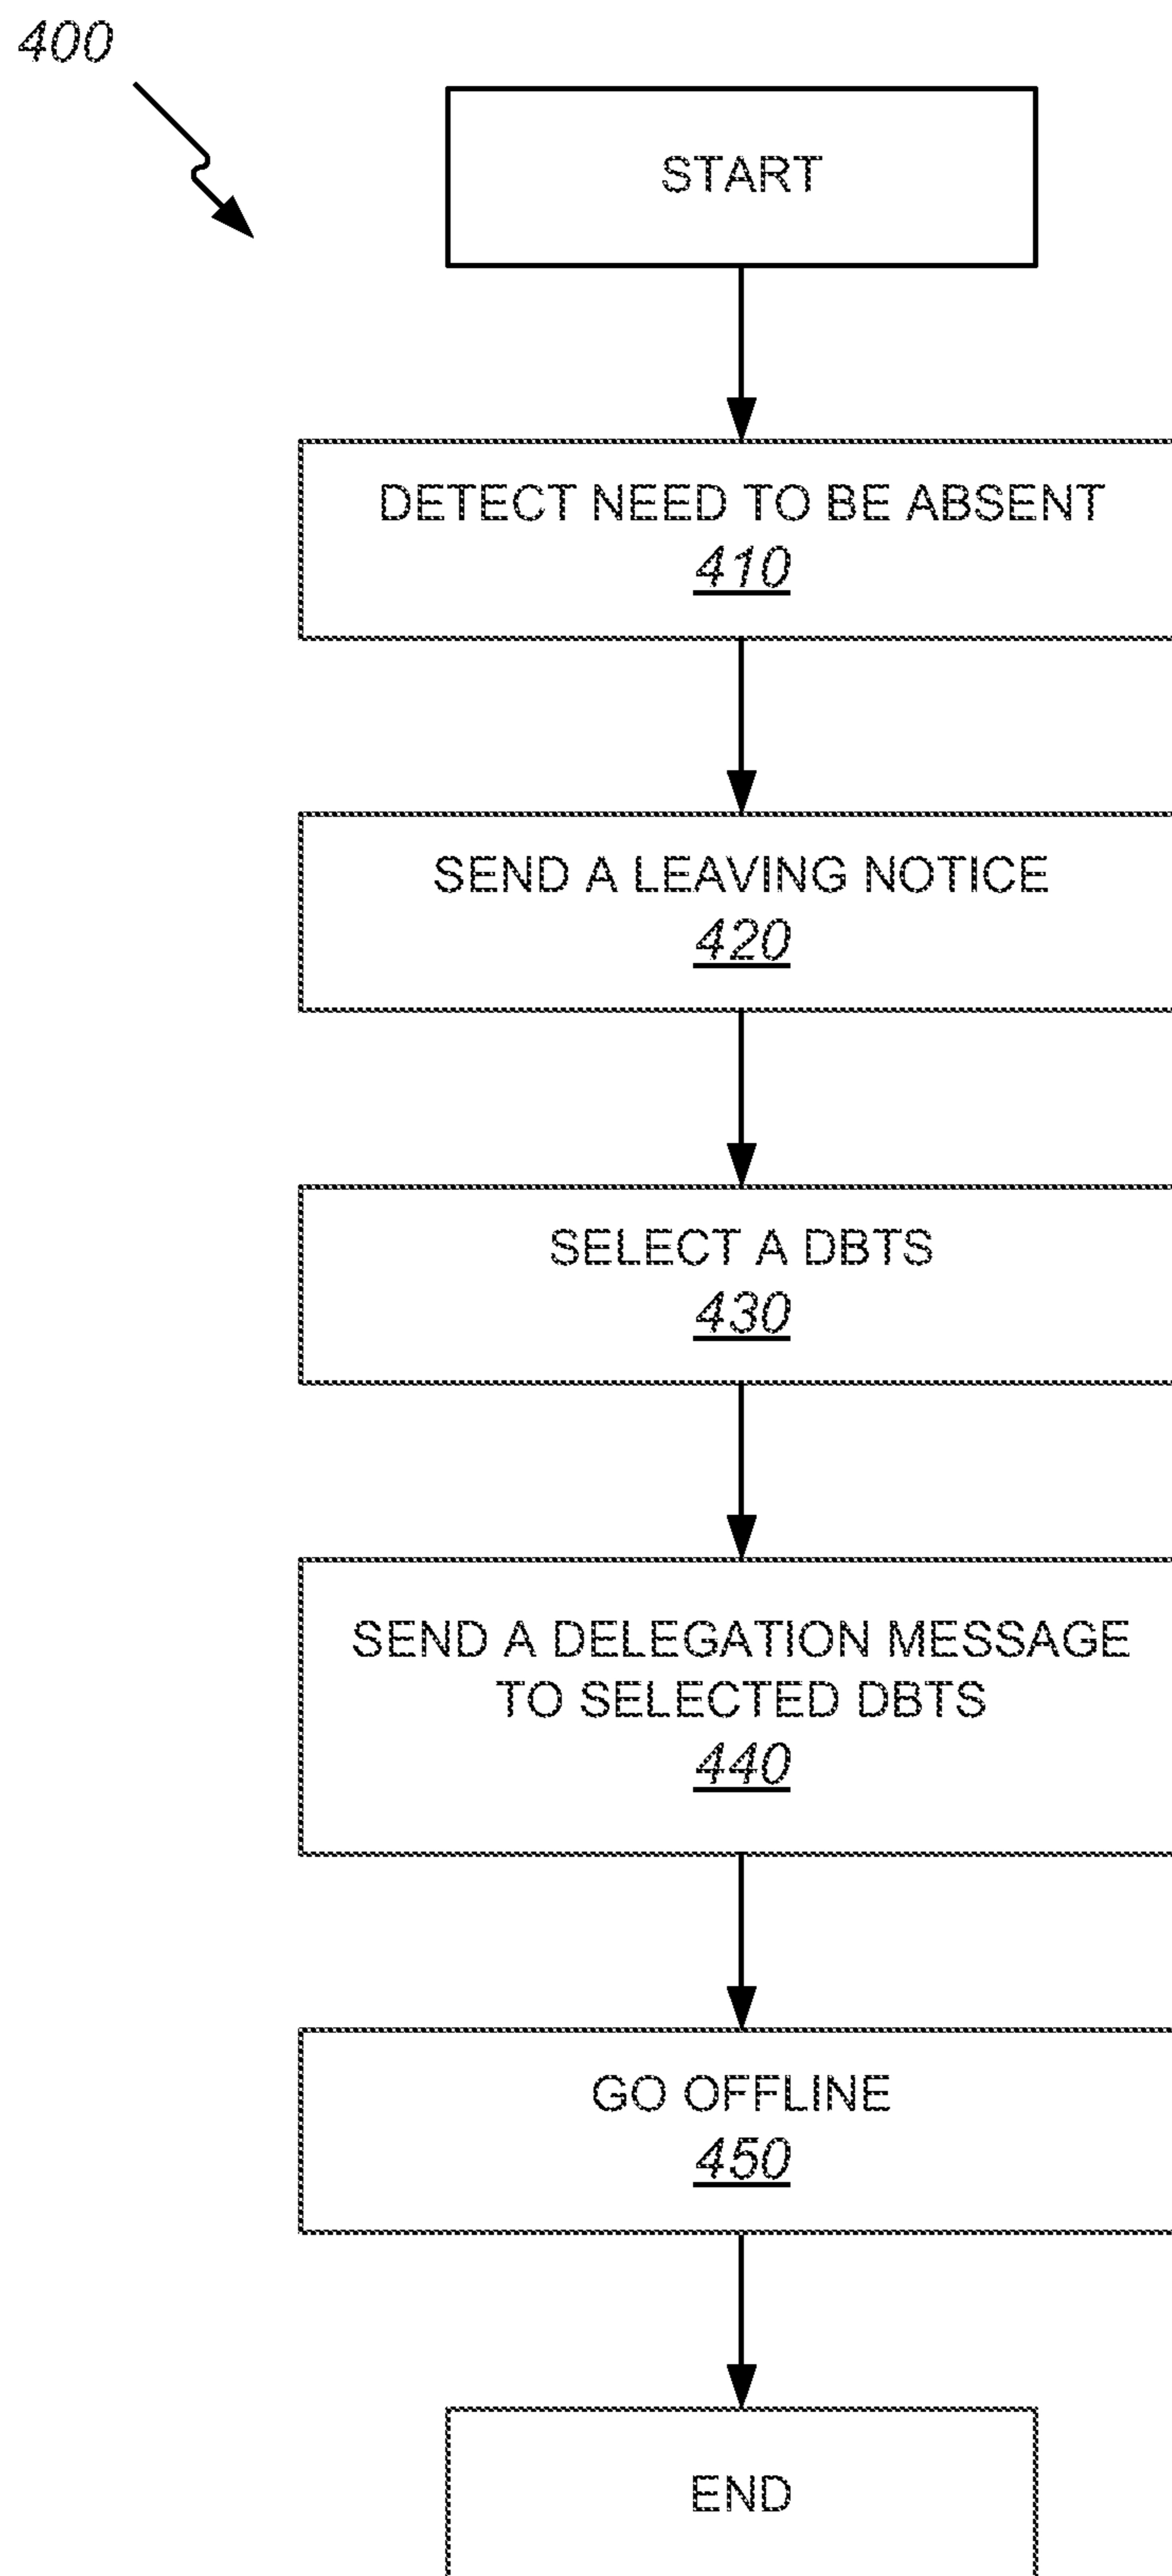 400
START
DETECT NEED TO BE ABSENT
410
SEND A LEAVING NOTICE
420
SELECT A DBTS
430
SEND A DELEGATION MESSAGE
TO SELECTED DBTS
440
GO OFFLINE
450
END